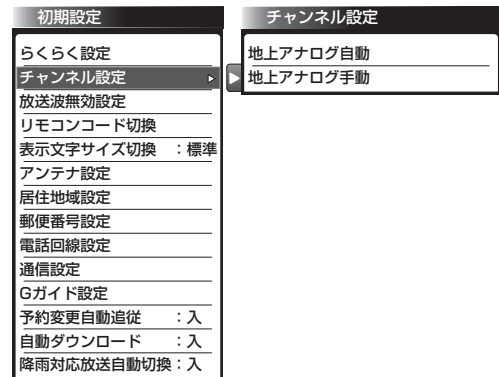 初期設定
らくらく設定
チャンネル設定
放送波無効設定
リモコンコード切換
表示文字サイズ切換 ：標準
アンテナ設定
居住地域設定
郵便番号設定
電話回線設定
通信設定
Gガイド設定
予約変更自動追従 ：入
自動ダウンロード ：入
降雨対応放送自動切換：入
チャンネル設定
地上アナログ自動
地上アナログ手動